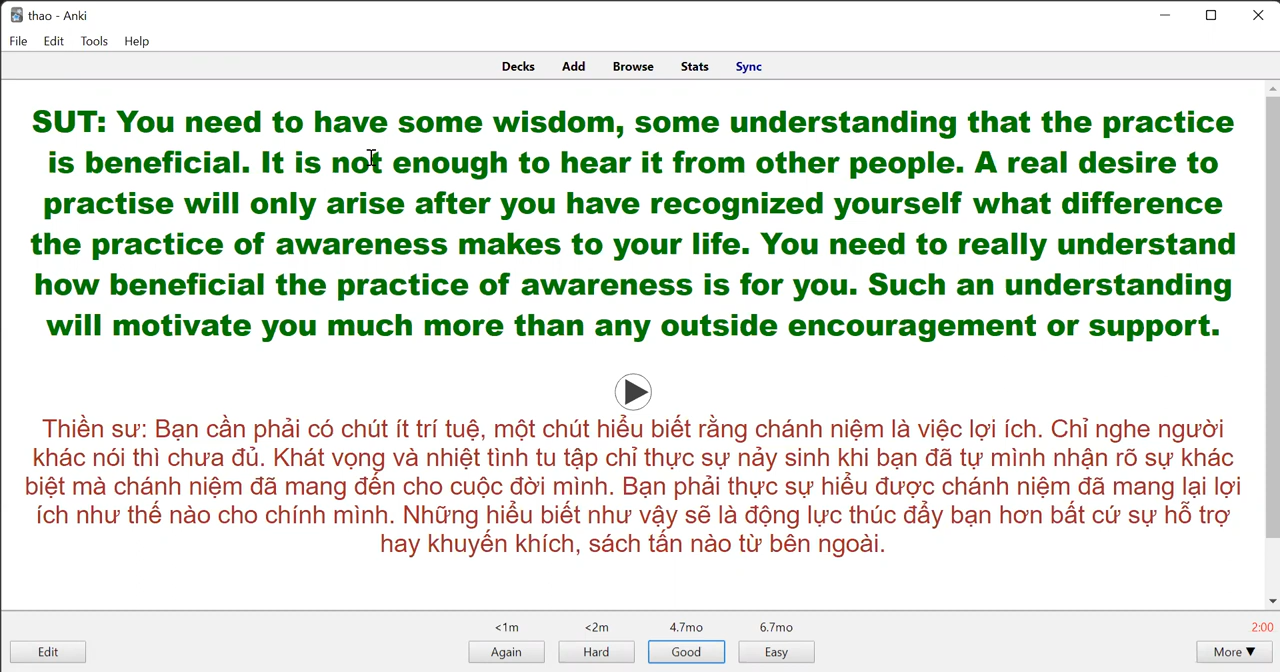 thao - Anki
File Edit Tools Help
Decks Add Browse Stats Sync
SUT: You need to have some wisdom, some understanding that the practice
is beneficial. It is not enough to hear it from other people. A real desire to
practise will only arise after you have recognized yourself what difference
the practice of awareness makes to your life. You need to really understand
how beneficial the practice of awareness is for you. Such an understanding
will motivate you much more than any outside encouragement or support.
Thiền sư: Bạn cần phải có chút ít trí tuệ, một chút hiểu biết rằng chánh niệm là việc lợi ích. Chỉ nghe người
khác nói thì chưa đủ. Khát vọng và nhiệt tình tu tập chỉ thực sự nảy sinh khi bạn đã tự mình nhận rõ sự khác
biệt mà chánh niệm đã mang đến cho cuộc đời mình. Bạn phải thực sự hiểu được chánh niệm đã mang lại lợi
ích như thế nào cho chính mình. Những hiểu biết như vậy sẽ là động lực thúc đẩy bạn hơn bất cứ sự hỗ trợ
hay khuyến khích, sách tấn nào từ bên ngoài.
<1m <2m 4.7mo 6.7mo 2:00
Edit Again Hard Good Easy More ▼